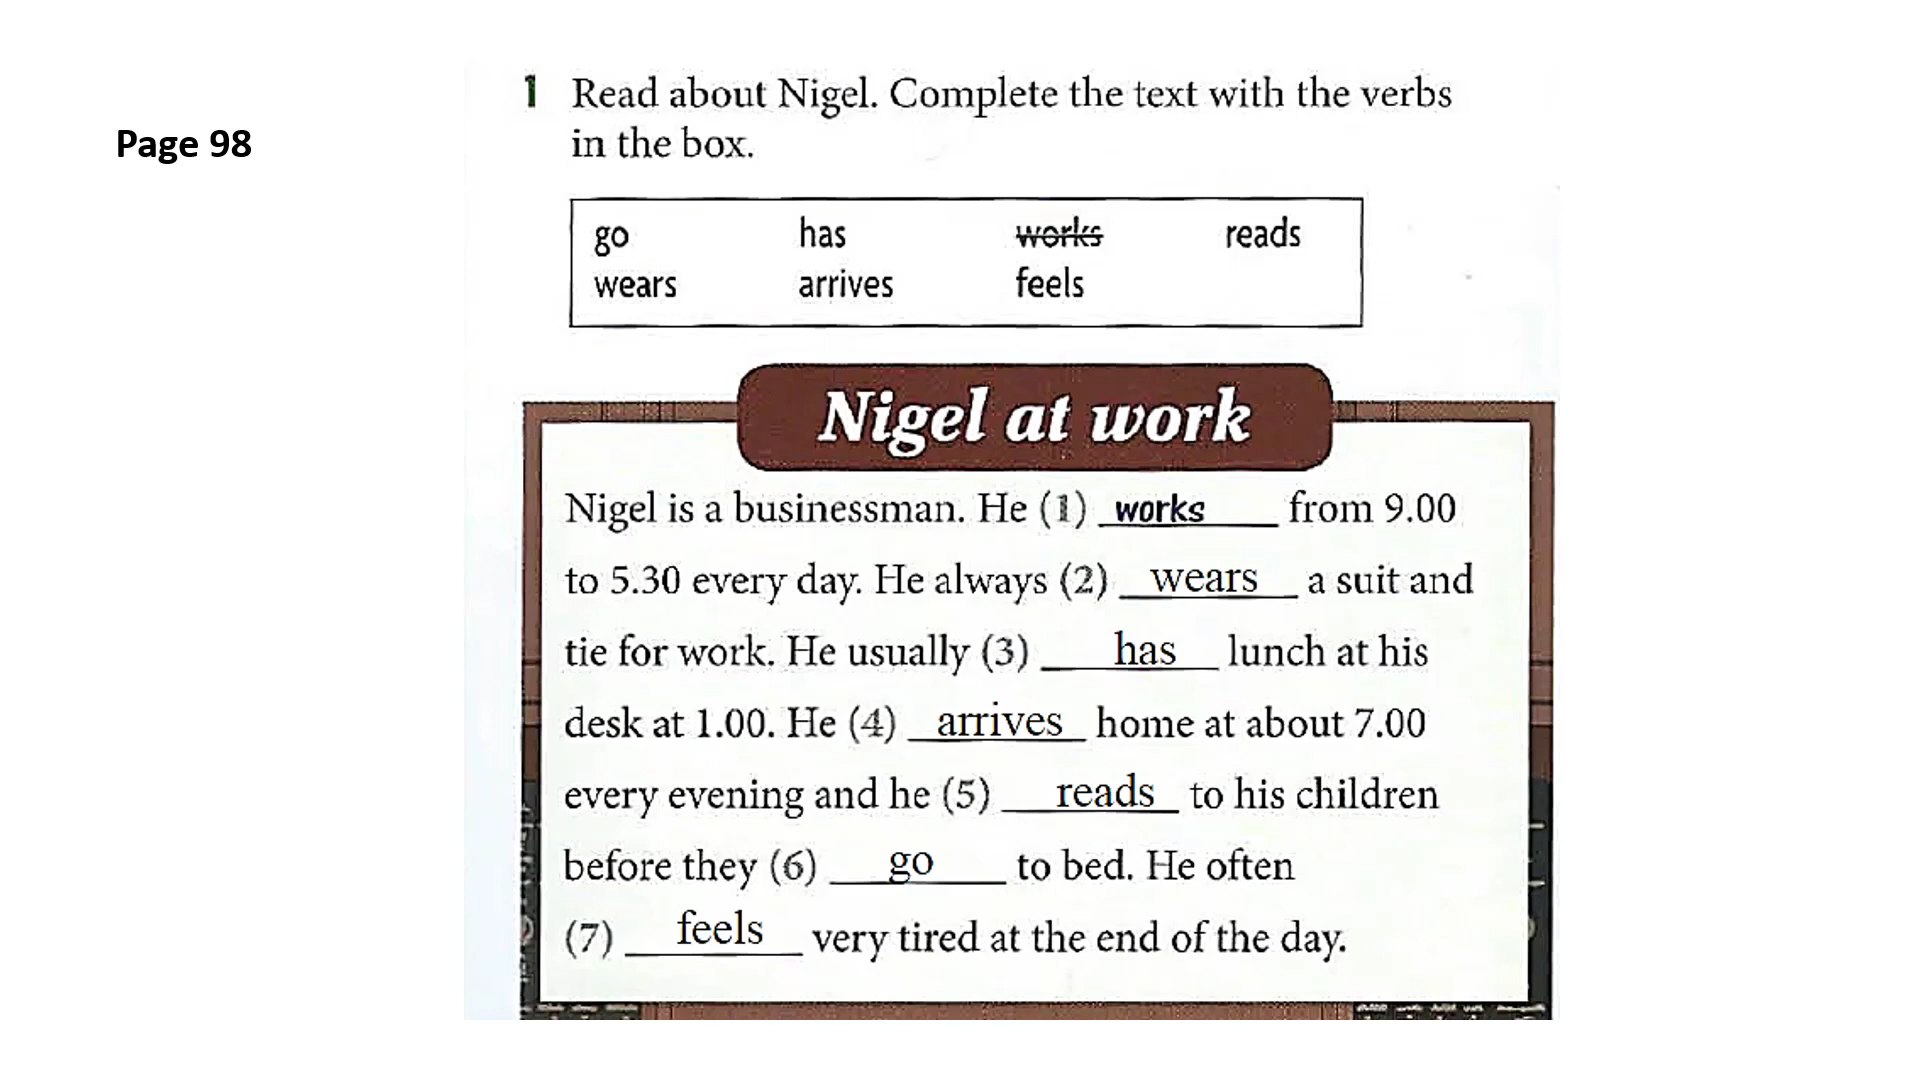 Page 98
1 Read about Nigel. Complete the text with the verbs
in the box.
go has works reads
wears arrives feels
Nigel at work
Nigel is a businessman. He (1) works from 9.00
to 5.30 every day. He always (2) wears a suit and
tie for work. He usually (3) has lunch at his
desk at 1.00. He (4) arrives home at about 7.00
every evening and he (5) reads to his children
before they (6) go to bed. He often
(7) feels very tired at the end of the day.